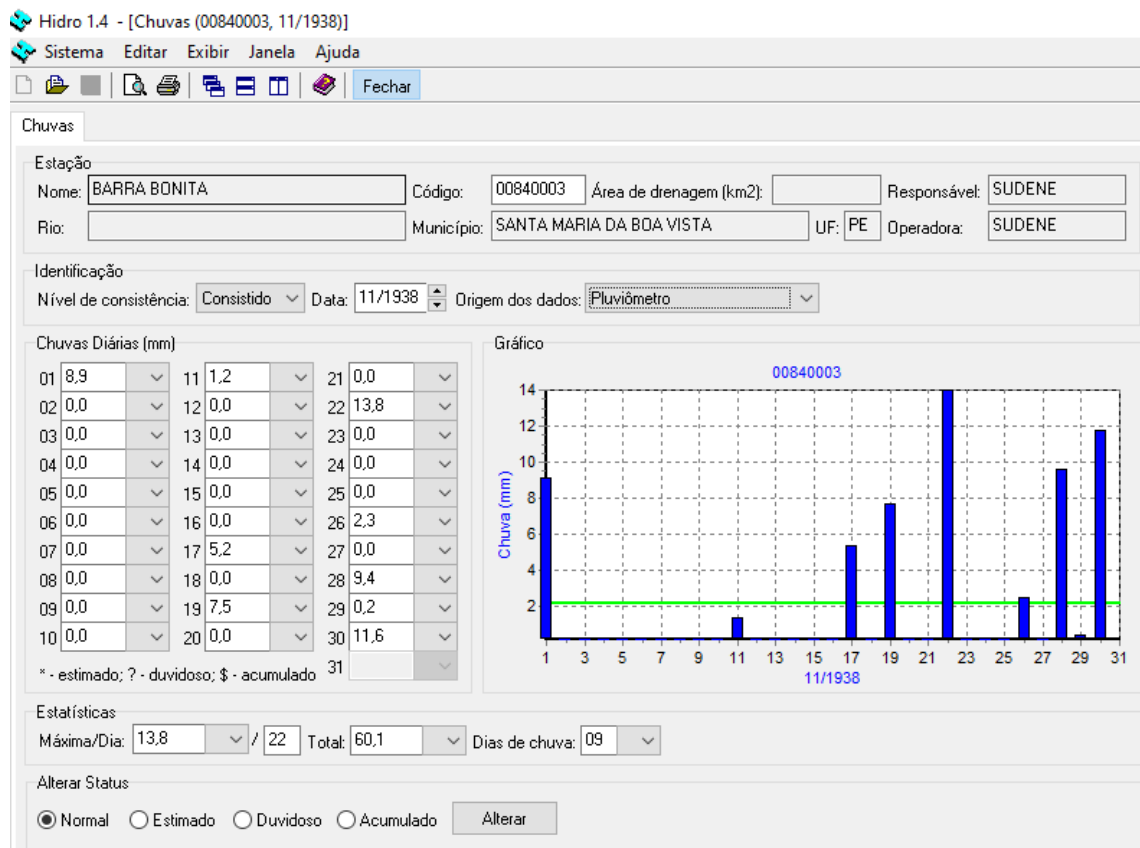 Hidro 1.4 - [Chuvas (00840003, 11/1938)]
Sistema Editar Exibir Janela Ajuda
Fechar
Chuvas
Estação
Nome: BARRA BONITA Código: 00840003 Área de drenagem (km2): Responsável: SUDENE
Rio: Município: SANTA MARIA DA BOA VISTA UF: PE Operadora: SUDENE
Identificação
Nível de consistência: Consistido Data: 11/1938 Origem dos dados: Pluviômetro
Chuvas Diárias (mm)
01 8,9 11 1,2 21 0,0
02 0,0 12 0,0 22 13,8
03 0,0 13 0,0 23 0,0
04 0,0 14 0,0 24 0,0
05 0,0 15 0,0 25 0,0
06 0,0 16 0,0 26 2,3
07 0,0 17 5,2 27 0,0
08 0,0 18 0,0 28 9,4
09 0,0 19 7,5 29 0,2
10 0,0 20 0,0 30 11,6
* - estimado; ? - duvidoso; $ - acumulado 31
Gráfico
00840003
14
12
10
8
6
4
2
Chuva (mm)
1 3 5 7 9 11 13 15 17 19 21 23 25 27 29 31
11/1938
Estatísticas
Máxima/Dia: 13,8 / 22 Total: 60,1 Dias de chuva: 09
Alterar Status
Normal Estimado Duvidoso Acumulado Alterar